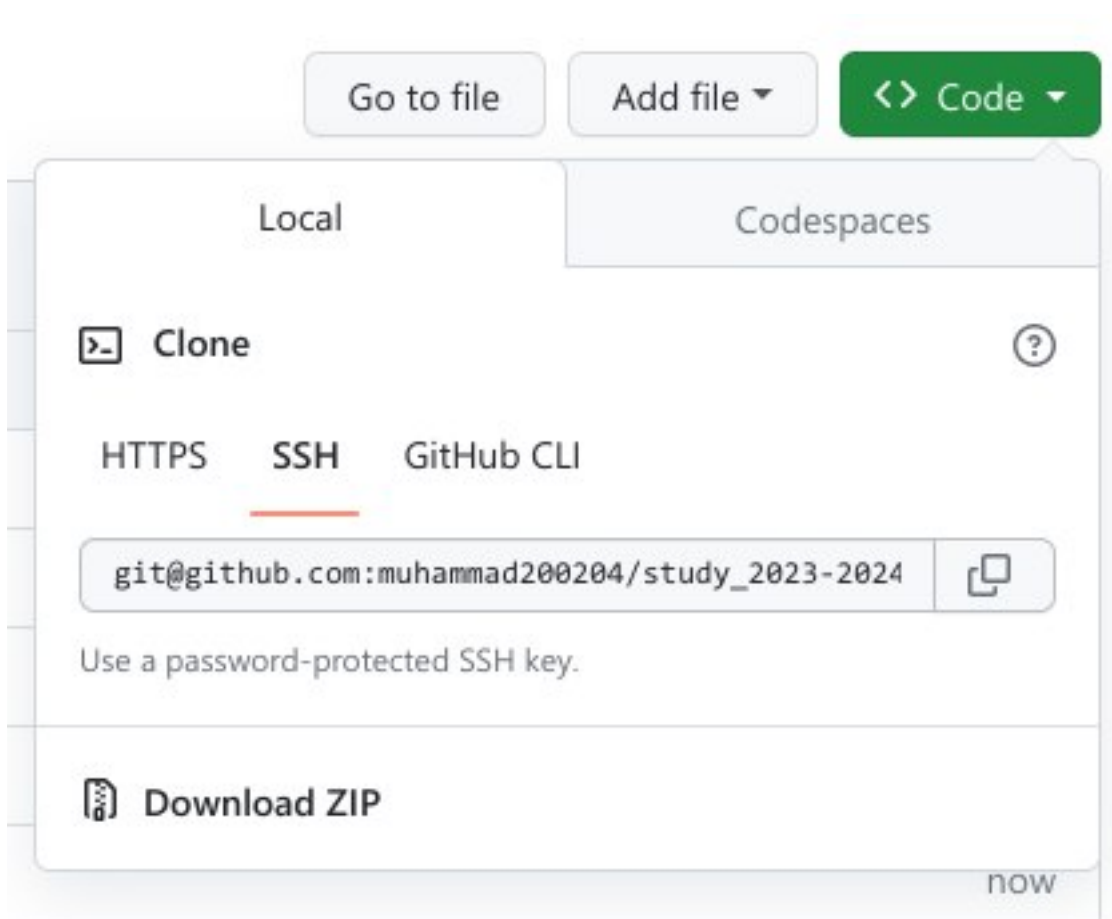 Go to file
Add file
<> Code
Local
Codespaces
Clone
HTTPS
SSH
GitHub CLI
git@github.com:muhammad200204/study_2023-2024
Use a password-protected SSH key.
Download ZIP
now